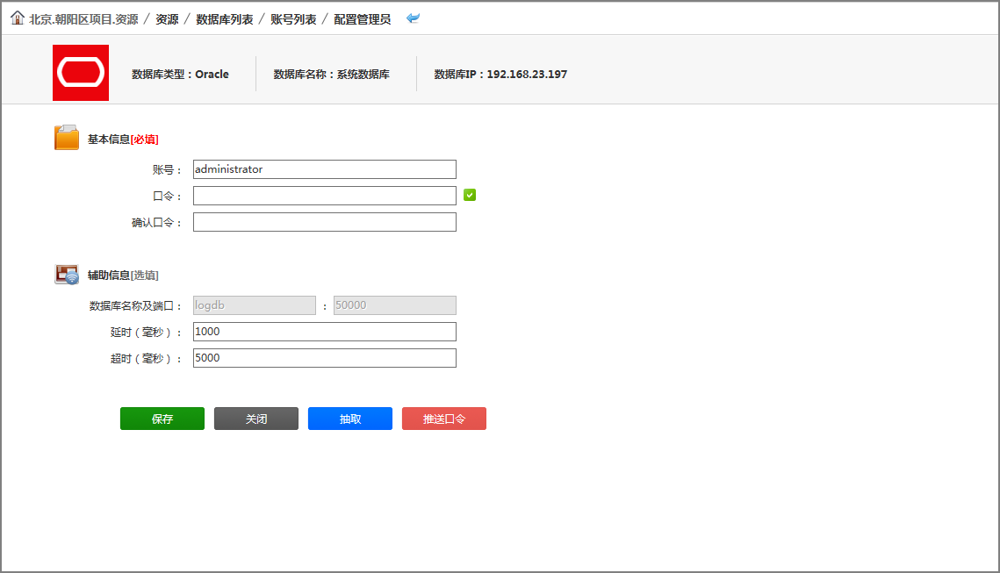 北京.朝阳区项目.资源 / 资源 / 数据库列表 / 账号列表 / 配置管理员
数据库类型：Oracle 数据库名称：系统数据库 数据库IP：192.168.23.197
基本信息[必填]
账号： administrator
口令：
确认口令：
辅助信息[选填]
数据库名称及端口： logdb : 50000
延时（毫秒）： 1000
超时（毫秒）： 5000
保存 关闭 抽取 推送口令